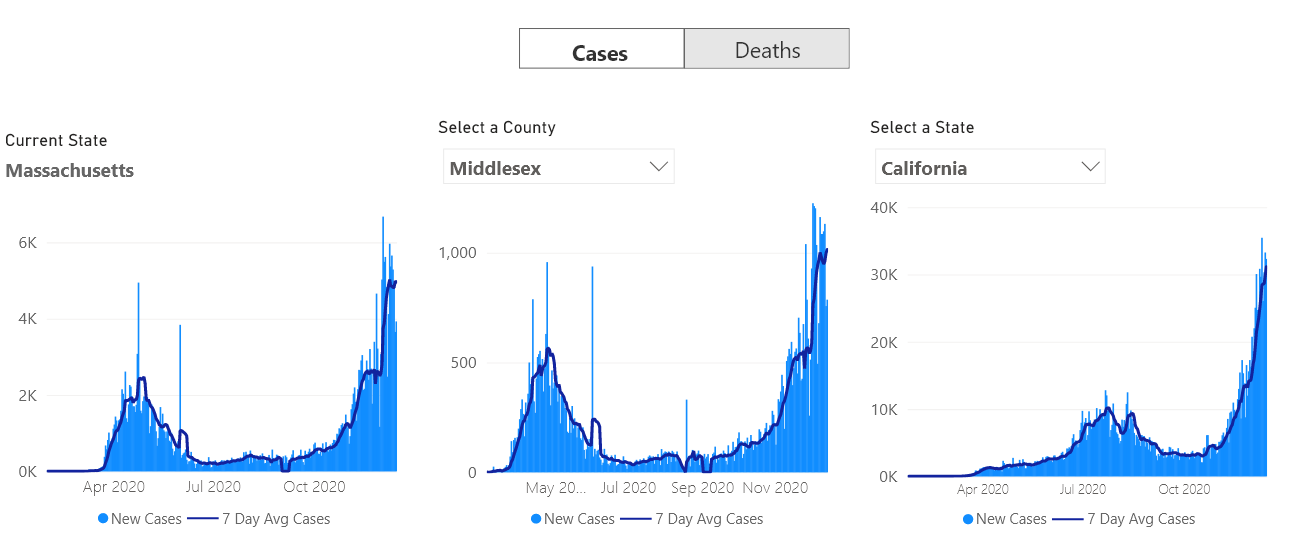 Cases Deaths
Current State
Massachusetts
6K
4K
2K
0K
Apr 2020 Jul 2020 Oct 2020
New Cases 7 Day Avg Cases
Select a County
Middlesex
1,000
500
0
May 20... Jul 2020 Sep 2020 Nov 2020
New Cases 7 Day Avg Cases
Select a State
California
40K
30K
20K
10K
0K
Apr 2020 Jul 2020 Oct 2020
New Cases 7 Day Avg Cases